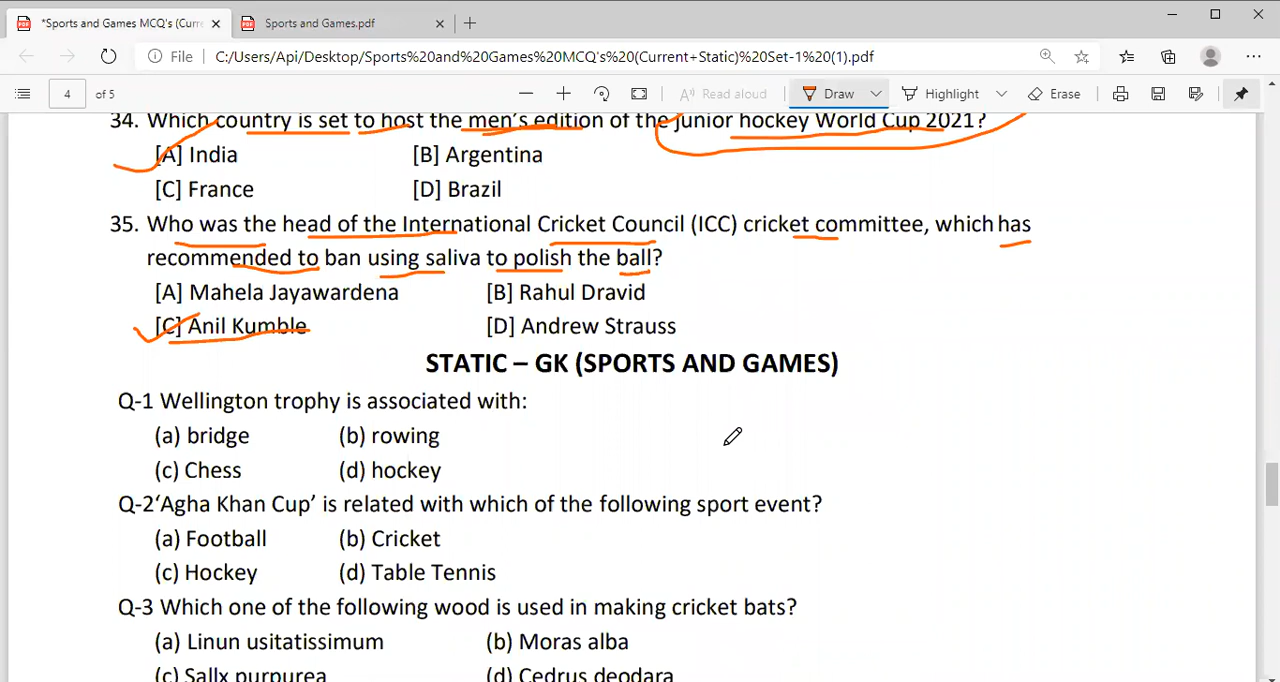 *Sports and Games MCQ's (Curre
Sports and Games.pdf
File
C:/Users/Api/Desktop/Sports%20and%20Games%20MCQ's%20(Current+Static)%20Set-1%20(1).pdf
4 of 5
Read aloud
Draw
Highlight
Erase
34. Which country is set to host the men's edition of the junior hockey World Cup 2021?
[A] India [B] Argentina
[C] France [D] Brazil
35. Who was the head of the International Cricket Council (ICC) cricket committee, which has
recommended to ban using saliva to polish the ball?
[A] Mahela Jayawardena [B] Rahul Dravid
[C] Anil Kumble [D] Andrew Strauss
STATIC – GK (SPORTS AND GAMES)
Q-1 Wellington trophy is associated with:
(a) bridge (b) rowing
(c) Chess (d) hockey
Q-2'Agha Khan Cup' is related with which of the following sport event?
(a) Football (b) Cricket
(c) Hockey (d) Table Tennis
Q-3 Which one of the following wood is used in making cricket bats?
(a) Linun usitatissimum (b) Moras alba
(c) Sallx purpurea (d) Cedrus deodara